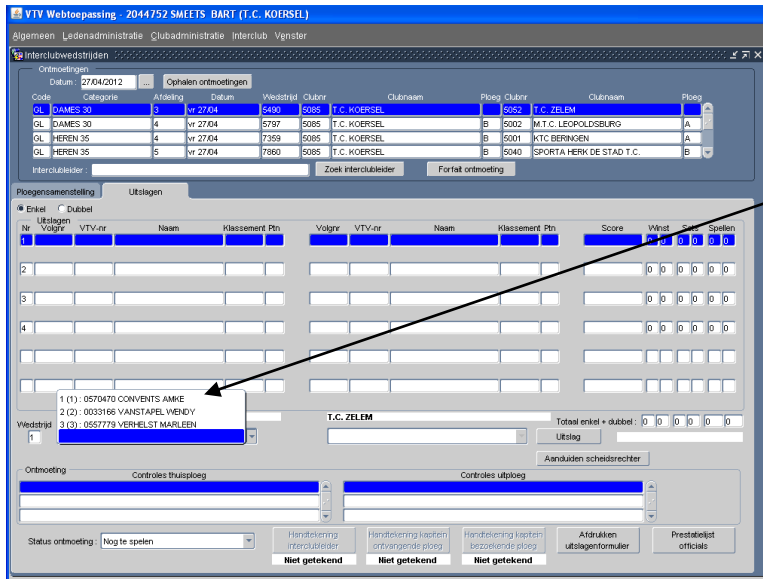 VTV Webtoepassing - 2044752 SMEETS BART (T.C. KOERSEL)
Algemeen Ledenadministratie Clubadministratie Interclub Venster
Interclubwedstrijden
Ontmoetingen
Datum : 27/04/2012 ... Ophalen ontmoetingen
Code Categorie Afdeling Datum Wedstrijd Clubnr Clubnaam Ploeg Clubnr Clubnaam Ploeg
GL DAMES 30 3 vr 27/04 5490 5085 T.C. KOERSEL 5052 T.C. ZELEM
GL DAMES 30 4 vr 27/04 5797 5085 T.C. KOERSEL B 5002 M.T.C. LEOPOLDSBURG A
GL HEREN 35 4 vr 27/04 7359 5085 T.C. KOERSEL B 5001 KTC BERINGEN A
GL HEREN 35 5 vr 27/04 7860 5085 T.C. KOERSEL B 5040 SPORTA HERK DE STAD T.C. B
Interclubleider : Zoek interclubleider Forfait ontmoeting
Ploegensamenstelling Uitslagen
Enkel Dubbel
Uitslagen
Nr Volgnr VTV-nr Naam Klassement Ptn Volgnr VTV-nr Naam Klassement Ptn Score Winst Sets Spellen
1 0 0 0 0 0 0
2 0 0 0 0 0 0
3 0 0 0 0 0 0
4 0 0 0 0 0 0
1 (1) : 0570470 CONVENTS AMKE
2 (2) : 0033166 VANSTAPEL WENDY
3 (3) : 0557779 VERHELST MARLEEN
T.C. ZELEM
Wedstrijd Totaal enkel + dubbel : 0 0 0 0 0 0
1 Uitslag
Aanduiden scheidsrechter
Ontmoeting
Controles thuisploeg Controles uitploeg
Status ontmoeting : Nog te spelen
Handtekening interclubleider
Niet getekend
Handtekening kapitein ontvangende ploeg
Niet getekend
Handtekening kapitein bezoekende ploeg
Niet getekend
Afdrukken uitslagenformulier
Prestatielijst officials